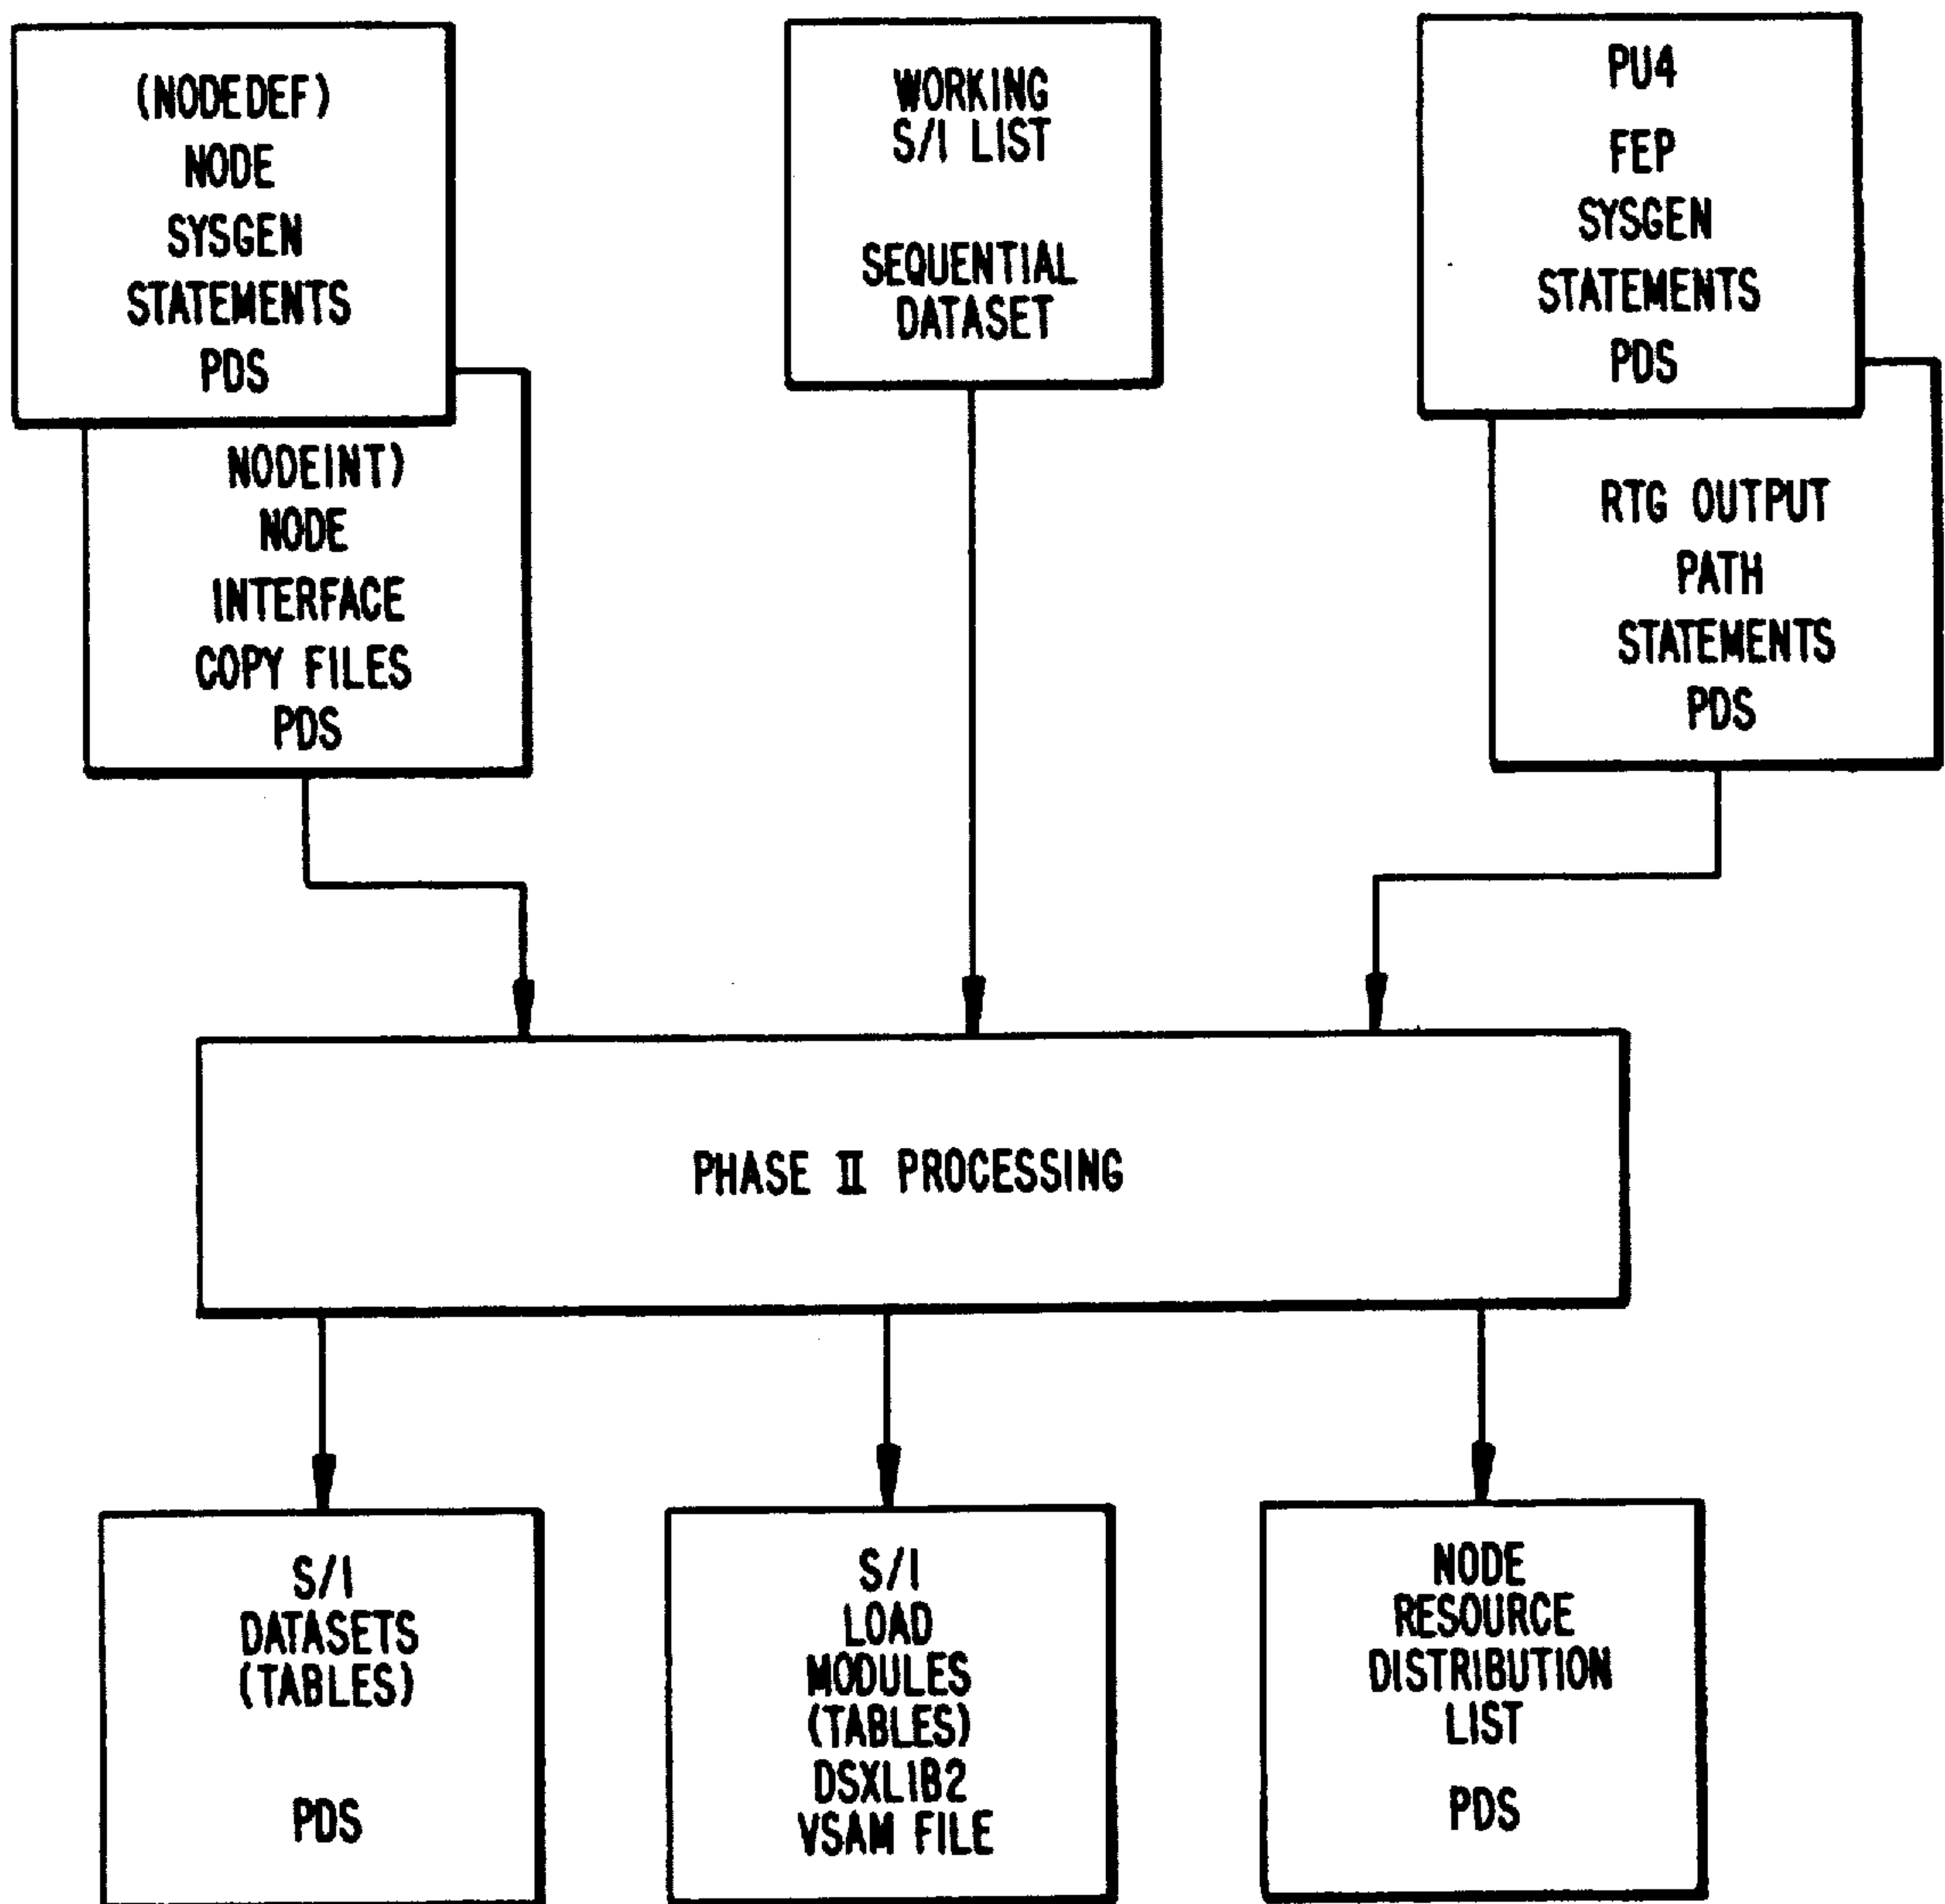 (NODEDEF)
NODE
SYSGEN
STATEMENTS
PDS
NODEINT)
NODE
INTERFACE
COPY FILES
PDS
WORKING
S/I LIST
SEQUENTIAL
DATASET
PU4
FEP
SYSGEN
STATEMENTS
PDS
RTG OUTPUT
PATH
STATEMENTS
PDS
PHASE II PROCESSING
S/I
DATASETS
(TABLES)
PDS
S/I
LOAD
MODULES
(TABLES)
DSXLIB2
VSAM FILE
NODE
RESOURCE
DISTRIBUTION
LIST
PDS